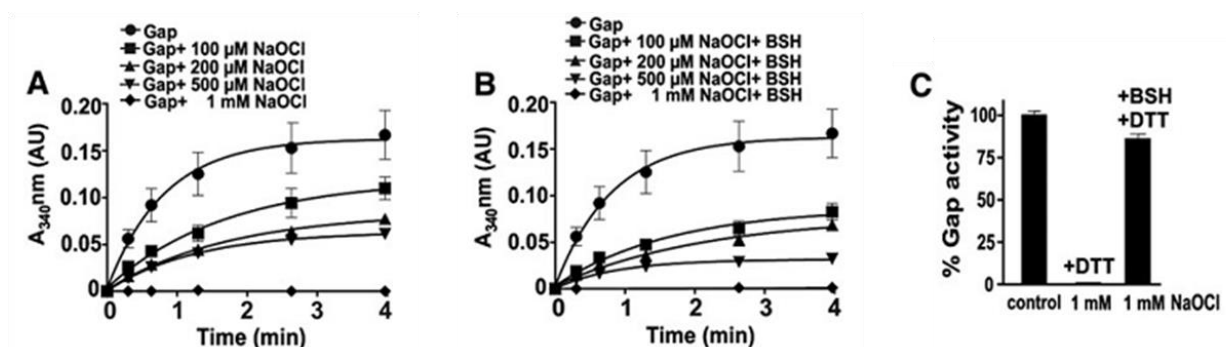 A
Gap
Gap+ 100 µM NaOCl
Gap+ 200 µM NaOCl
Gap+ 500 µM NaOCl
Gap+ 1 mM NaOCl
A340nm (AU)
0.20
0.15
0.10
0.05
0
0 1 2 3 4
Time (min)
B
Gap
Gap+ 100 µM NaOCl+ BSH
Gap+ 200 µM NaOCl+ BSH
Gap+ 500 µM NaOCl+ BSH
Gap+ 1 mM NaOCl+ BSH
A340nm (AU)
0.20
0.15
0.10
0.05
0
0 1 2 3 4
Time (min)
C
% Gap activity
100
75
50
25
0
+DTT
+BSH
+DTT
control 1 mM 1 mM NaOCl